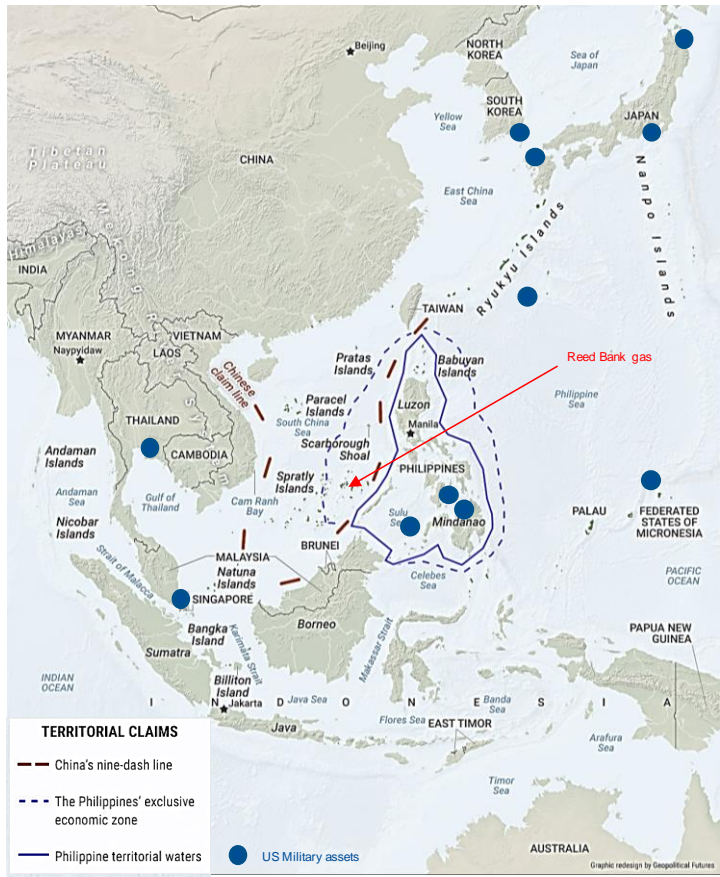 Beijing
NORTH
KOREA
Sea of
Japan
SOUTH
KOREA
JAPAN
Yellow
Sea
Tibetan
Plateau
CHINA
East China
Sea
Nanpo Islands
Himalayas
Mekong
INDIA
Ryukyu Islands
TAIWAN
MYANMAR
Naypyidaw
VIETNAM
LAOS
Pratas
Islands
Babuyan
Islands
Reed Bank gas
Chinese
claim line
Paracel
Islands
South China
Sea
Luzon
Philippine
Sea
THAILAND
Scarborough
Shoal
Manila
CAMBODIA
Andaman
Islands
PHILIPPINES
Spratly
Islands
Andaman
Sea
Gulf of
Thailand
Cam Ranh
Bay
Sulu
Se
Mindanao
PALAU
FEDERATED
STATES OF
MICRONESIA
Nicobar
Islands
BRUNEI
Strait of Malacca
MALAYSIA
Natuna
Islands
Celebes
Sea
PACIFIC
OCEAN
SINGAPORE
Borneo
Bangka
Island
Karimata Strait
Makassar Strait
PAPUA NEW
GUINEA
Sumatra
INDIAN
OCEAN
Billiton
Island
INDONESIA
Jakarta
Java Sea
Banda
Sea
Java
Flores Sea
EAST TIMOR
Arafura
Sea
Timor
Sea
AUSTRALIA
TERRITORIAL CLAIMS
China's nine-dash line
The Philippines' exclusive
economic zone
Philippine territorial waters
US Military assets
Graphic redesign by Geopolitical Futures